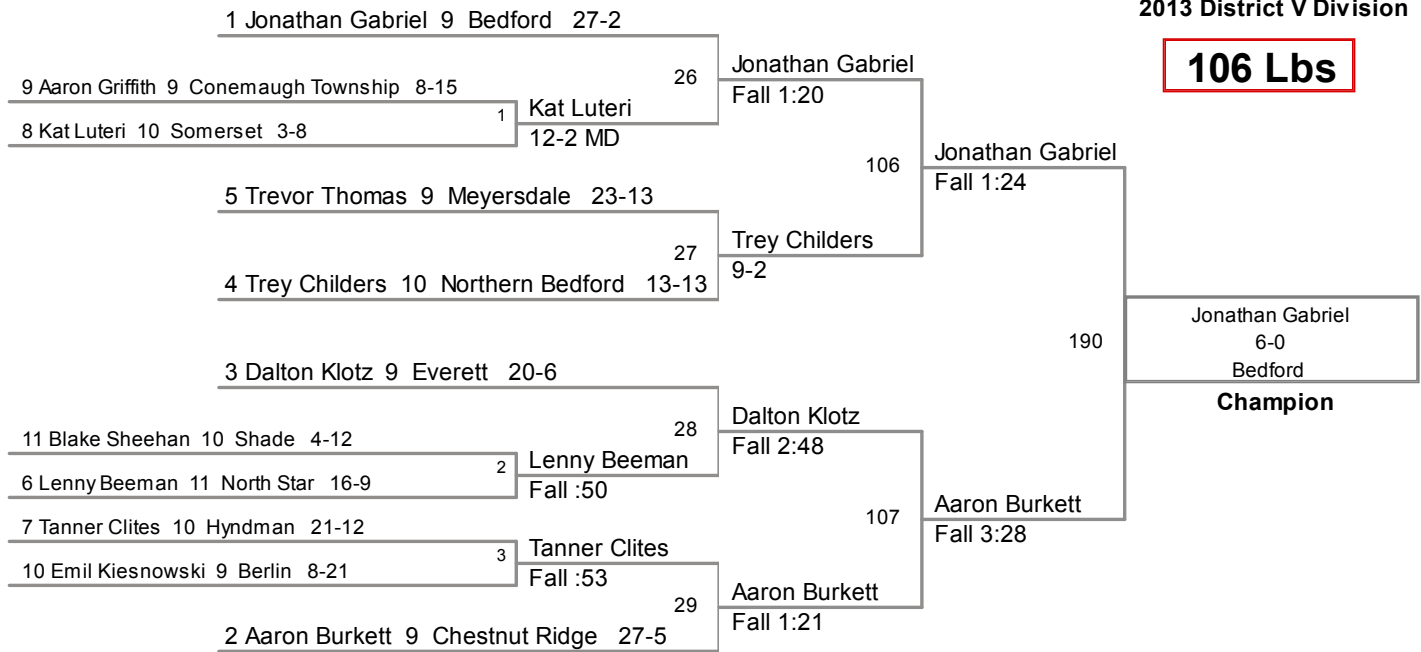 2013 District V Division
106 Lbs
1 Jonathan Gabriel 9 Bedford 27-2
9 Aaron Griffith 9 Conemaugh Township 8-15
1
8 Kat Luteri 10 Somerset 3-8
Kat Luteri
12-2 MD
26
Jonathan Gabriel
Fall 1:20
5 Trevor Thomas 9 Meyersdale 23-13
27
4 Trey Childers 10 Northern Bedford 13-13
Trey Childers
9-2
106
Jonathan Gabriel
Fall 1:24
3 Dalton Klotz 9 Everett 20-6
11 Blake Sheehan 10 Shade 4-12
2
6 Lenny Beeman 11 North Star 16-9
Lenny Beeman
Fall :50
28
Dalton Klotz
Fall 2:48
7 Tanner Clites 10 Hyndman 21-12
3
10 Emil Kiesnowski 9 Berlin 8-21
Tanner Clites
Fall :53
29
2 Aaron Burkett 9 Chestnut Ridge 27-5
Aaron Burkett
Fall 1:21
107
Aaron Burkett
Fall 3:28
190
Jonathan Gabriel
6-0
Bedford
Champion